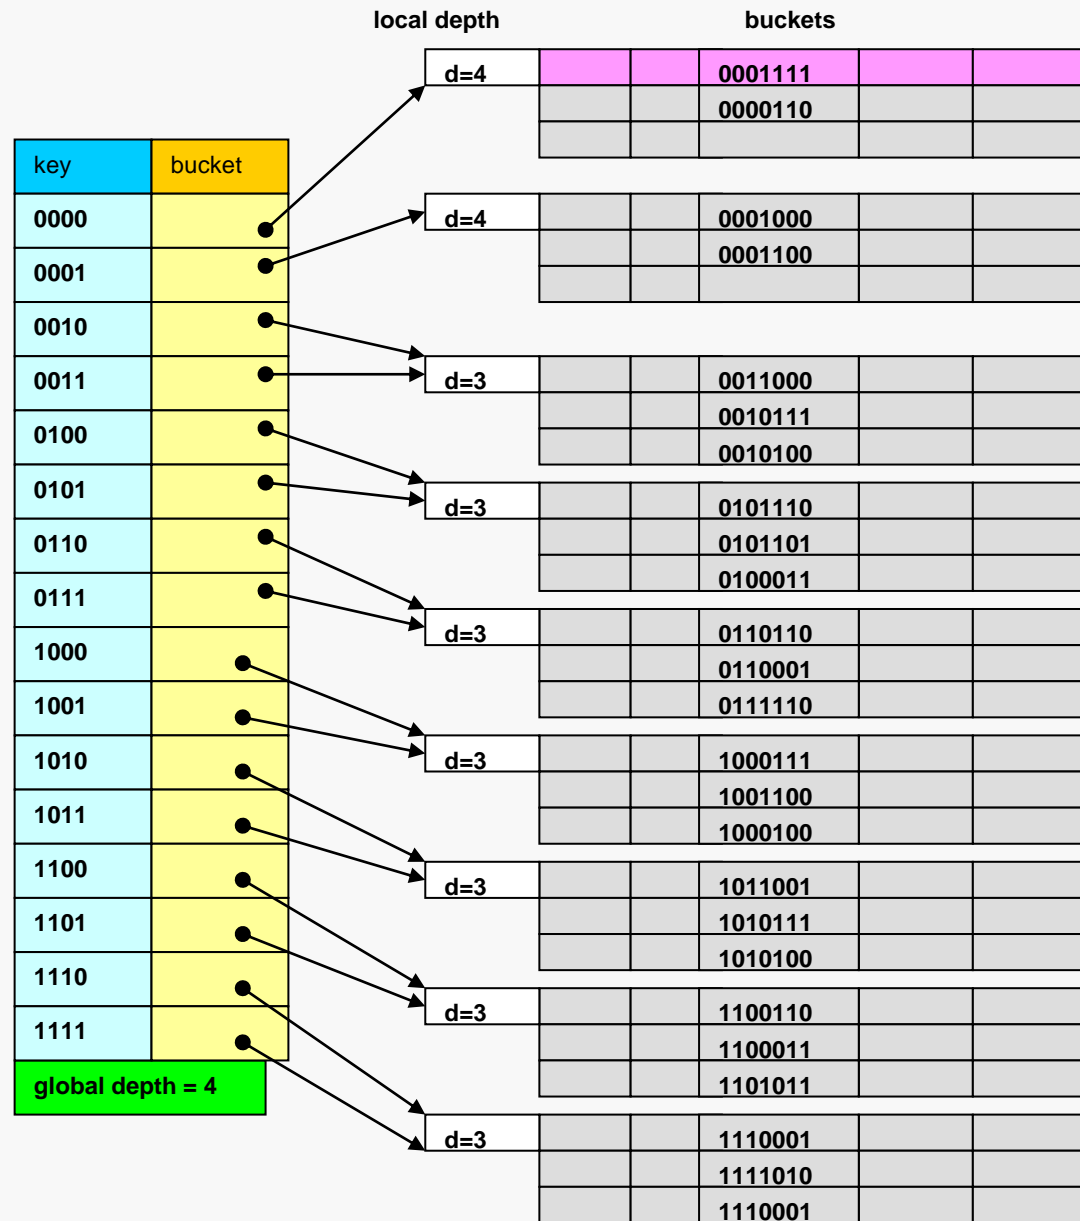 local depth buckets
d=4 0001111
0000110
key bucket
0000
0001
0010
0011
0100
0101
0110
0111
1000
1001
1010
1011
1100
1101
1110
1111
global depth = 4
d=4 0001000
0001100
d=3 0011000
0010111
0010100
d=3 0101110
0101101
0100011
d=3 0110110
0110001
0111110
d=3 1000111
1001100
1000100
d=3 1011001
1010111
1010100
d=3 1100110
1100011
1101011
d=3 1110001
1111010
1110001